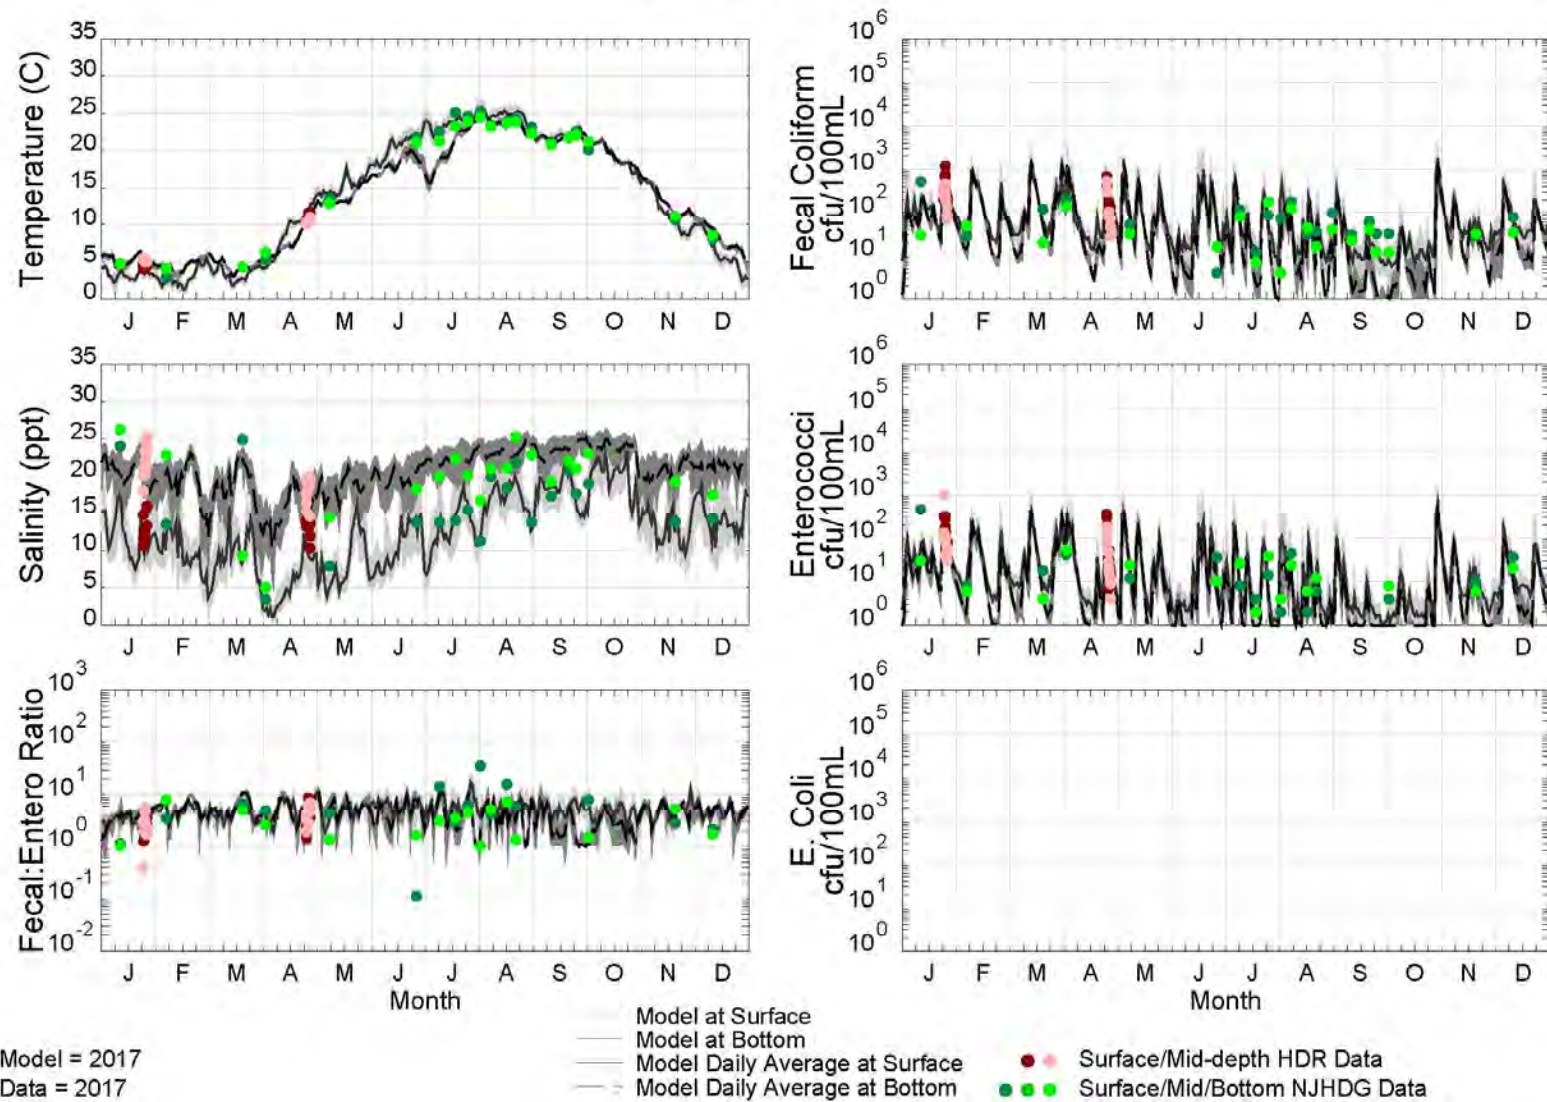 Temperature (C)
35
30
25
20
15
10
5
0
J F M A M J J A S O N D
Fecal Coliform
cfu/100mL
10^6
10^5
10^4
10^3
10^2
10^1
10^0
J F M A M J J A S O N D
Salinity (ppt)
35
30
25
20
15
10
5
0
J F M A M J J A S O N D
Enterococci
cfu/100mL
10^6
10^5
10^4
10^3
10^2
10^1
10^0
J F M A M J J A S O N D
Fecal:Entero Ratio
10^3
10^2
10^1
10^0
10^-1
10^-2
J F M A M J J A S O N D
Month
E. Coli
cfu/100mL
10^6
10^5
10^4
10^3
10^2
10^1
10^0
J F M A M J J A S O N D
Month
Model = 2017
Data = 2017
Model at Surface
Model at Bottom
Model Daily Average at Surface
Model Daily Average at Bottom
Surface/Mid-depth HDR Data
Surface/Mid/Bottom NJHDG Data